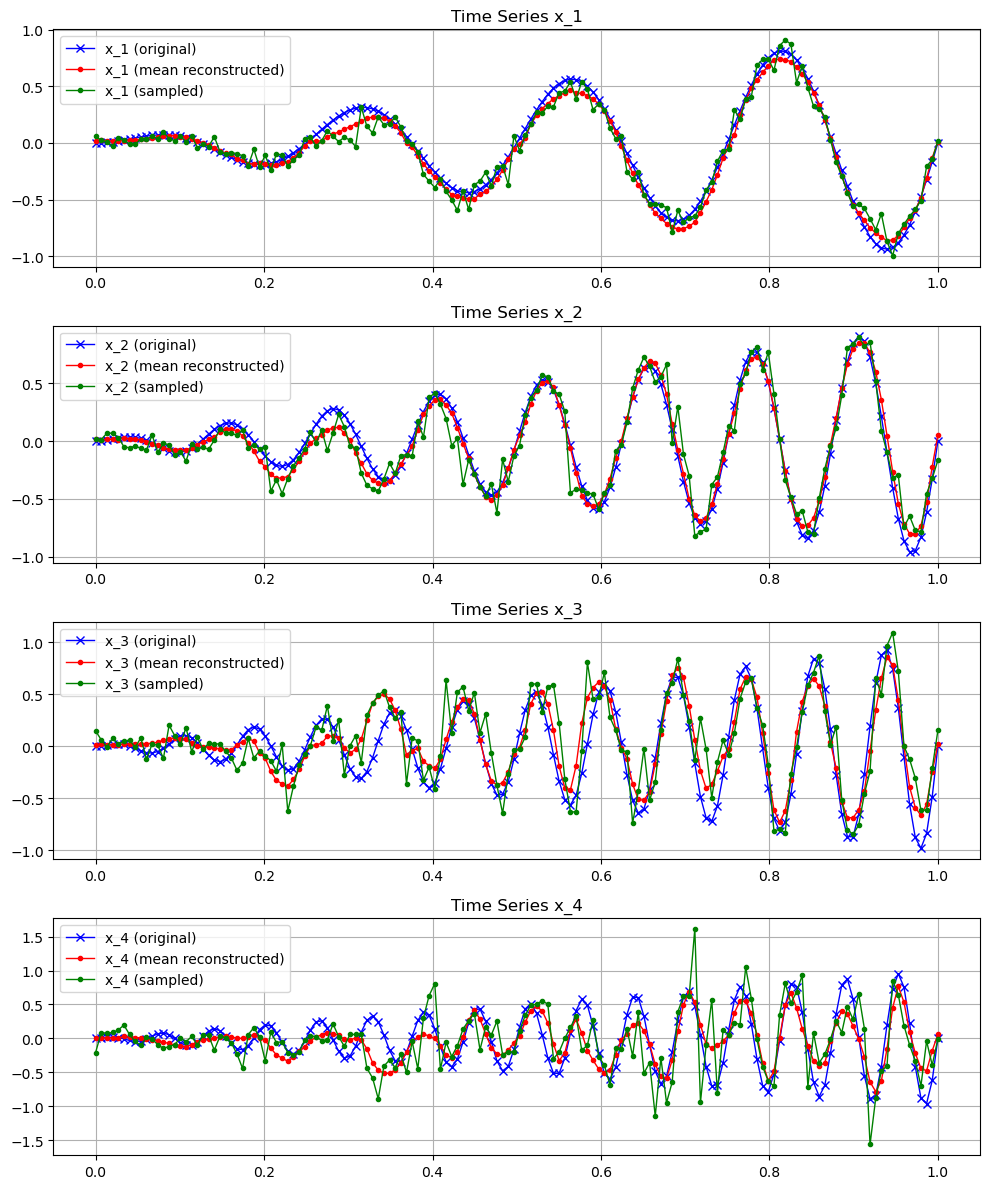 Time Series x_1
1.0
0.5
0.0
−0.5
−1.0
x_1 (original)
x_1 (mean reconstructed)
x_1 (sampled)
0.0 0.2 0.4 0.6 0.8 1.0
Time Series x_2
0.5
0.0
−0.5
−1.0
x_2 (original)
x_2 (mean reconstructed)
x_2 (sampled)
0.0 0.2 0.4 0.6 0.8 1.0
Time Series x_3
1.0
0.5
0.0
−0.5
−1.0
x_3 (original)
x_3 (mean reconstructed)
x_3 (sampled)
0.0 0.2 0.4 0.6 0.8 1.0
Time Series x_4
1.5
1.0
0.5
0.0
−0.5
−1.0
−1.5
x_4 (original)
x_4 (mean reconstructed)
x_4 (sampled)
0.0 0.2 0.4 0.6 0.8 1.0